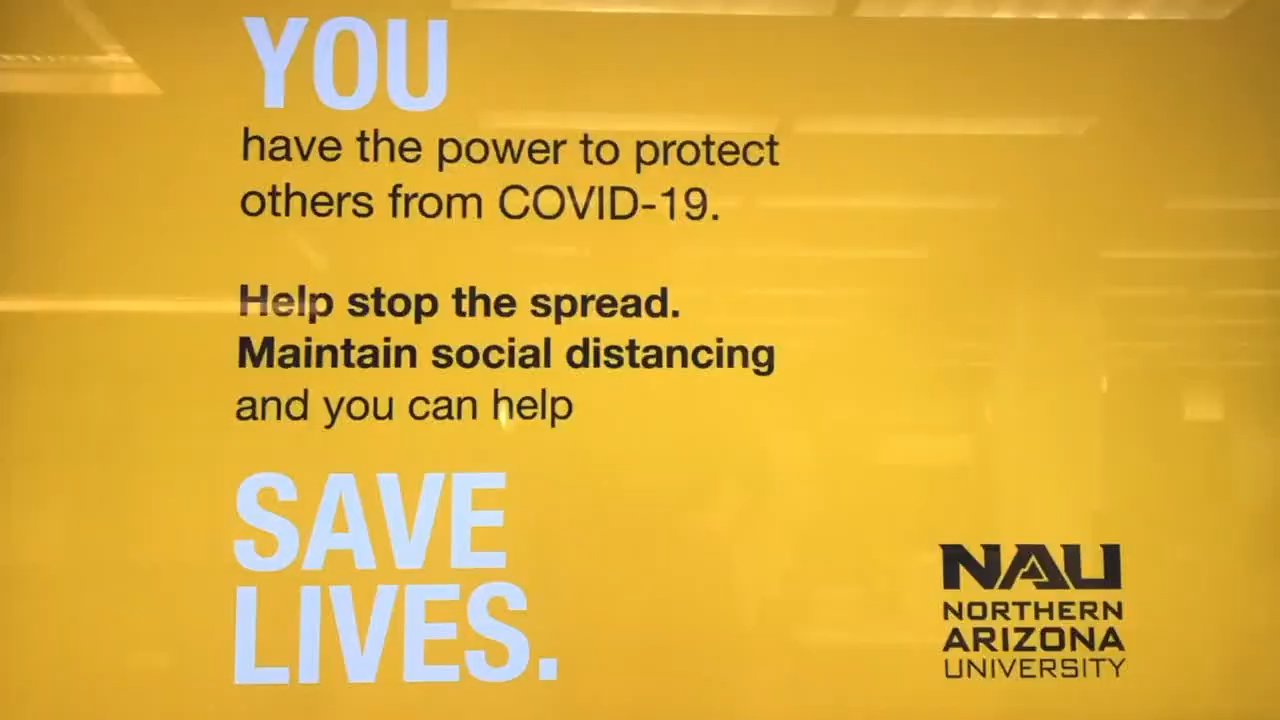 YOU
have the power to protect
others from COVID-19.
Help stop the spread.
Maintain social distancing
and you can help
SAVE
LIVES.
NAU
NORTHERN
ARIZONA
UNIVERSITY